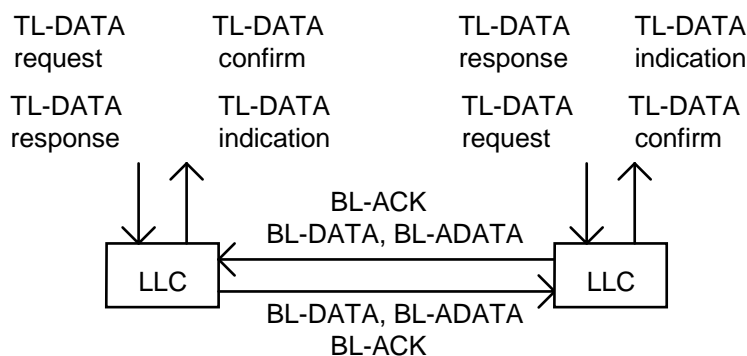 TL-DATA TL-DATA TL-DATA TL-DATA
request confirm response indication
TL-DATA TL-DATA TL-DATA TL-DATA
response indication request confirm
BL-ACK
BL-DATA, BL-ADATA
LLC LLC
BL-DATA, BL-ADATA
BL-ACK